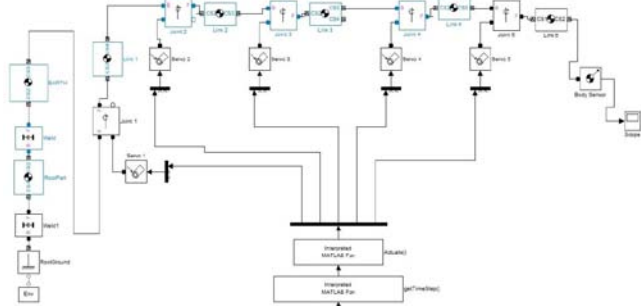 Joint 2
Link 2
Joint 3
Link 3
Joint 4
Link 4
Joint 5
Link 5
Link 1
Servo 2
Servo 3
Servo 4
Servo 5
Body Sensor
Scope
Joint 1
Weld
Servo 1
RootPart
Weld1
RootGround
Env
Interpreted
MATLAB Fcn
Actuate()
Interpreted
MATLAB Fcn
getTimeStep()